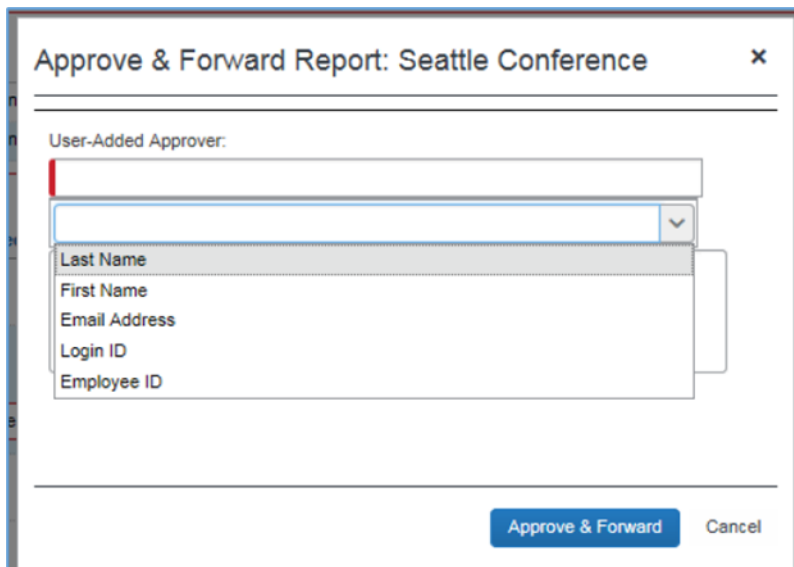 Approve & Forward Report: Seattle Conference
User-Added Approver:
Last Name
First Name
Email Address
Login ID
Employee ID
Approve & Forward Cancel